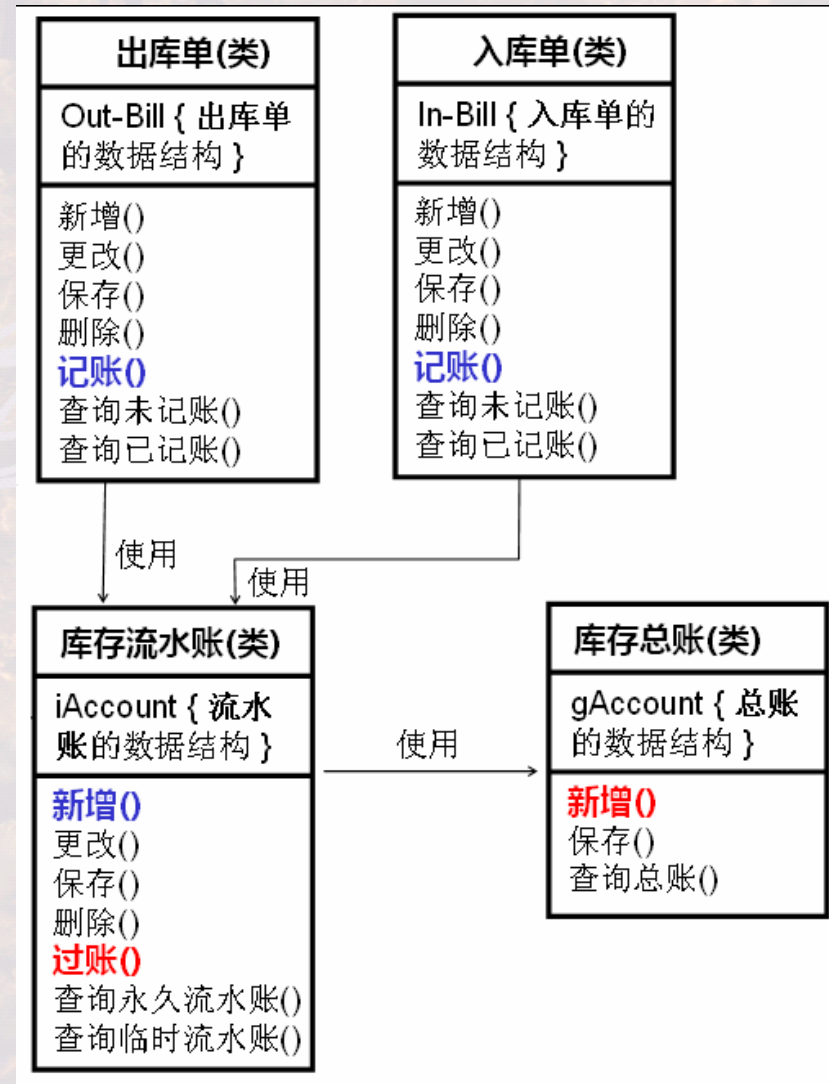 出库单(类)
Out-Bill { 出库单
的数据结构 }
新增()
更改()
保存()
删除()
记账()
查询未记账()
查询已记账()
入库单(类)
In-Bill { 入库单的
数据结构 }
新增()
更改()
保存()
删除()
记账()
查询未记账()
查询已记账()
使用
使用
库存流水账(类)
iAccount { 流水
账的数据结构 }
新增()
更改()
保存()
删除()
过账()
查询永久流水账()
查询临时流水账()
使用
库存总账(类)
gAccount { 总账
的数据结构 }
新增()
保存()
查询总账()